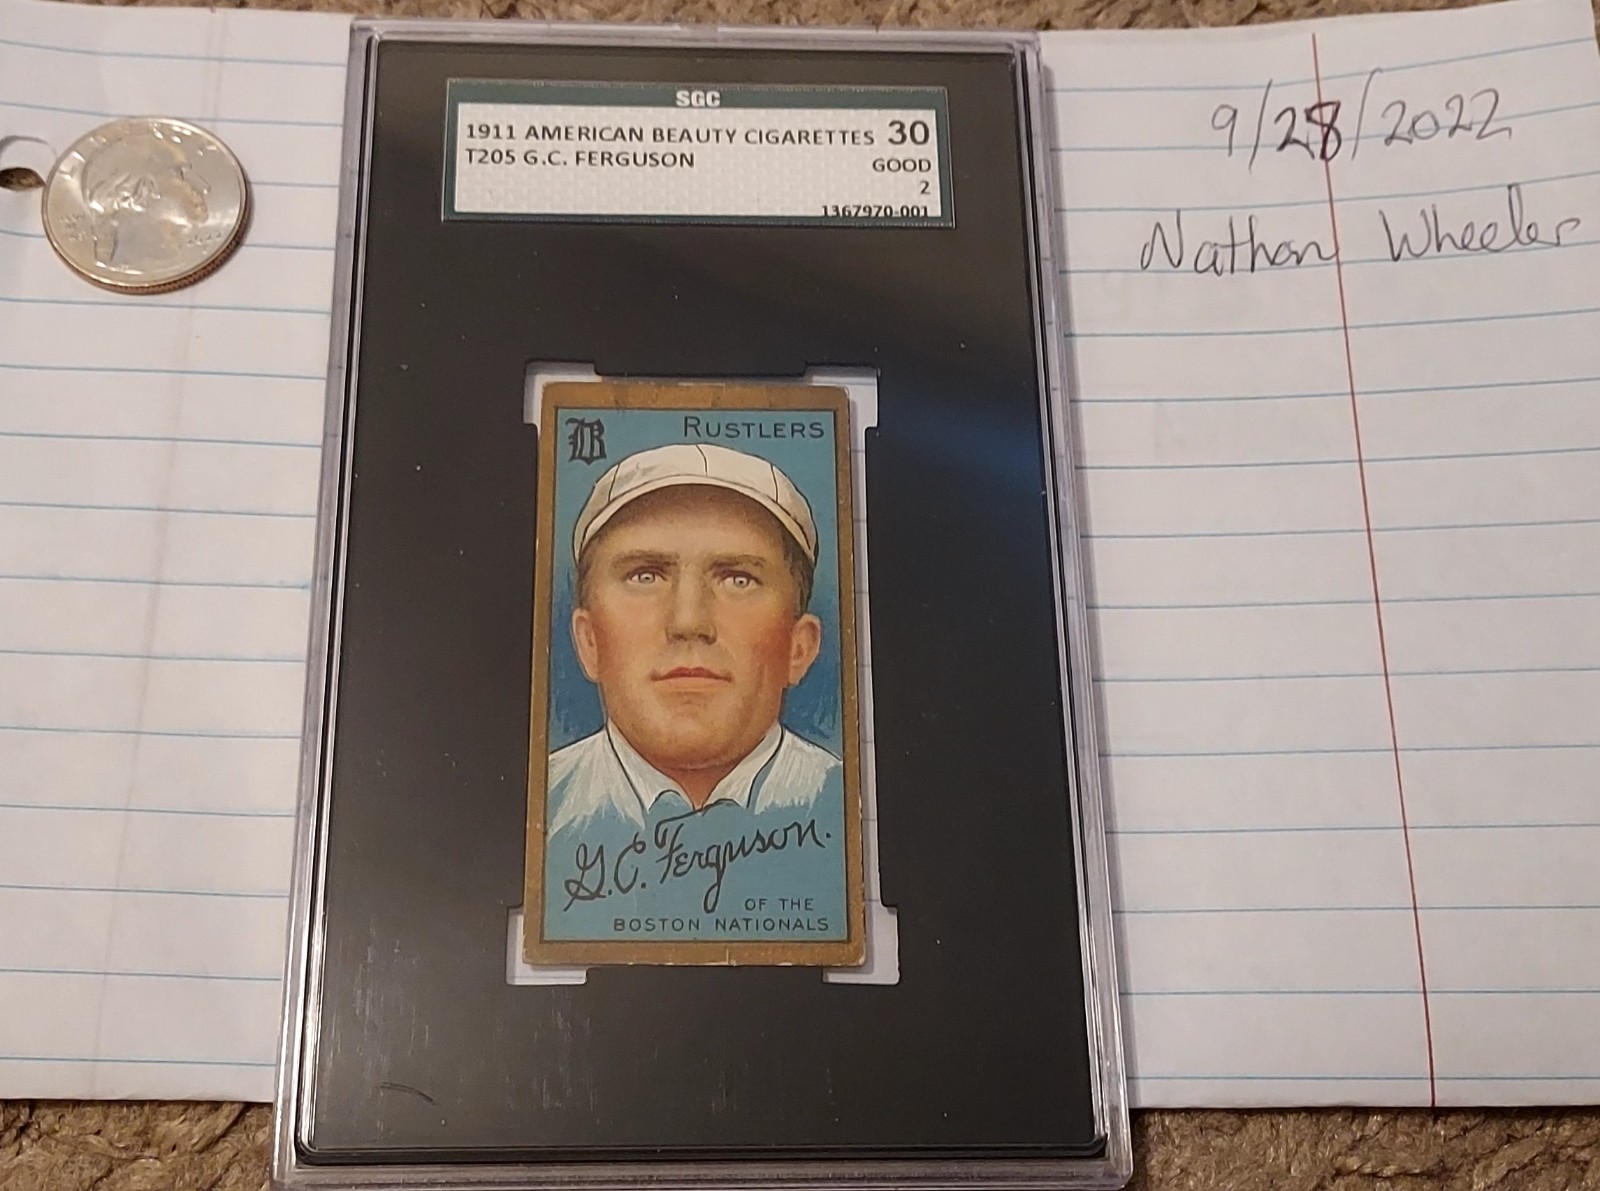 SGC
1911 AMERICAN BEAUTY CIGARETTES 30
T205 G.C. FERGUSON GOOD
2
1367970-001
9/28/2022
Nathan Wheeler
B RUSTLERS
G.C. Ferguson.
OF THE
BOSTON NATIONALS